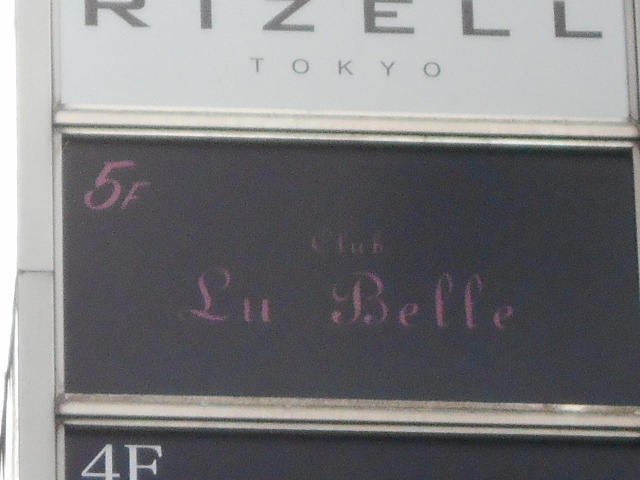 RIZELL
TOKYO
5F
Club
Lu Belle
4F